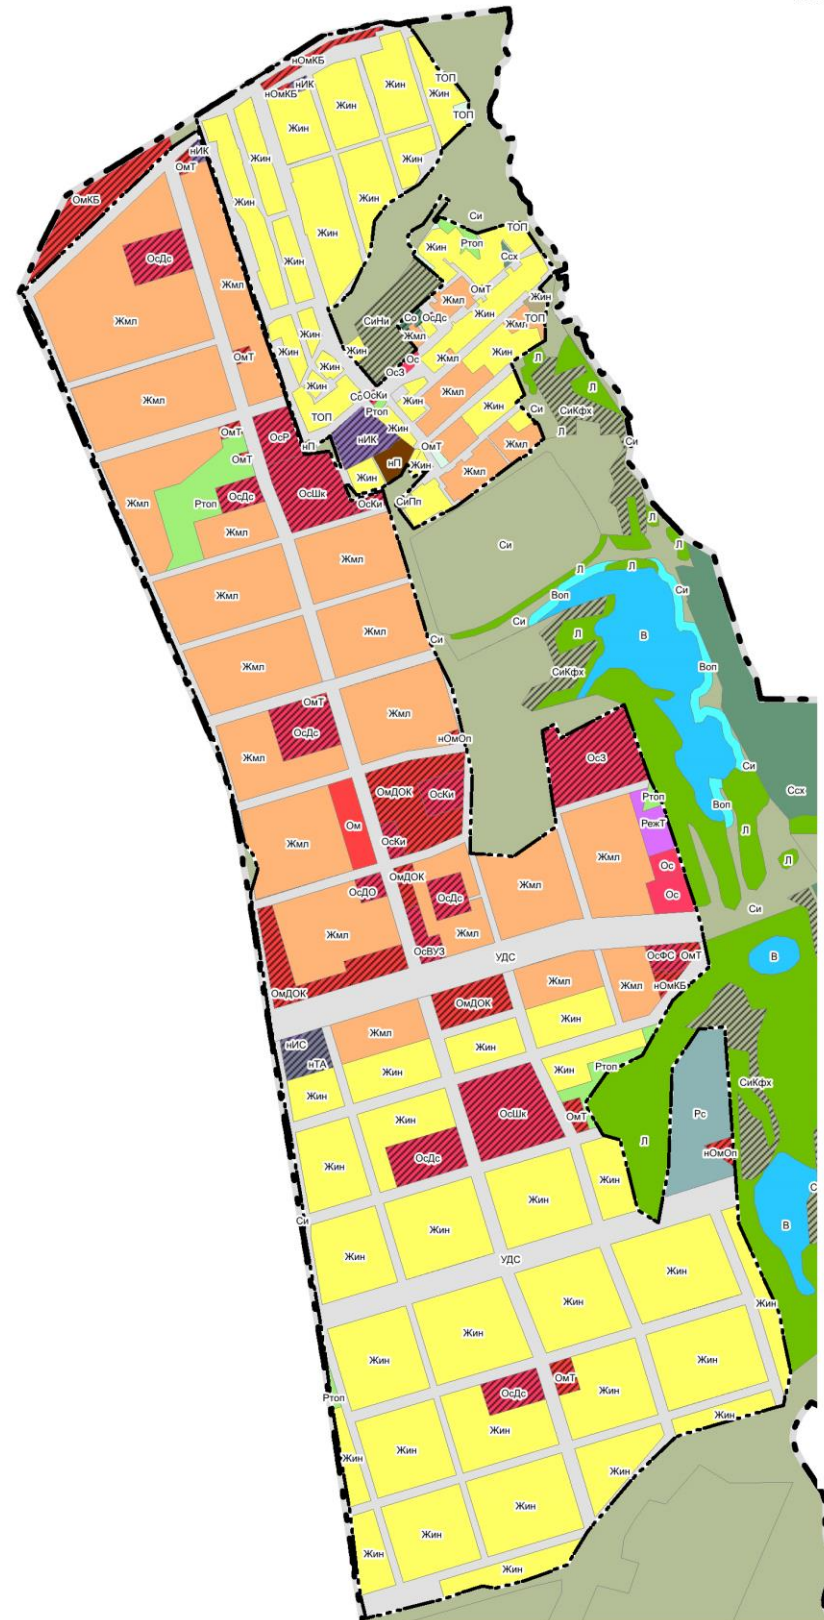 нОмКБ
ТОП
нИК
нОмКБ
Жин
Жин
Жин
Жин
ТОП
Жин
нИК
ОмТ
Жин
Жин
Жин
ОмКБ
Си
Жин
ТОП
Жин
Ртоп
ОсДс
Ссх
Жин
Жмл
ОмТ
Жин
СиНи
Жмл
Со
ОсДс
Жин
ТОП
Жмл
Жин
Жмл
Жмл
Ос
Л
ОмТ
Жин
Жин
Жин
Жмл
Жин
ОсЗ
Л
Жмл
Жин
ОсКи
Жин
Жмл
Жин
СиКфх
Си
ТОП
Ртоп
Жин
Л
Си
ОмТ
ОсР
нП
нИК
ОмТ
Жмл
Жмл
ОмТ
нП
Жин
ОсДс
Жин
Жмл
Ртоп
ОсШк
ОсКи
СиПп
Жмл
Л
Си
Л
Жмл
Л
Л
Жмл
Воп
Си
Си
Л
В
Жмл
Си
Жмл
СиКфх
Воп
ОмТ
Жмл
ОсДс
нОмОп
Жмл
ОсЗ
Си
ОмДОК
ОсКи
Ртоп
Ссх
Воп
Ом
РежТ
Жмл
ОсКи
Жмл
Л
Ос
Л
ОмДОК
ОсДО
ОсДс
Жмл
Ос
Си
Жмл
Жмл
ОсВУЗ
УДС
ОсФС
ОмТ
В
ОмДОК
Жмл
Жмл
нОмКБ
ОмДОК
Жин
нИС
Жмл
Жин
нТА
Жин
Жин
Ртоп
СиКфх
Жин
ОсШк
Жин
ОмТ
Рс
Л
нОмОп
Жин
ОсДс
Жин
Жин
Си
Жин
В
Жин
УДС
Жин
Жин
Жин
Жин
Жин
Жин
Жин
Ртоп
ОсДс
ОмТ
Жин
Жин
Жин
Жин
Жин
Жин
Жин
Жин
Жин
Жин